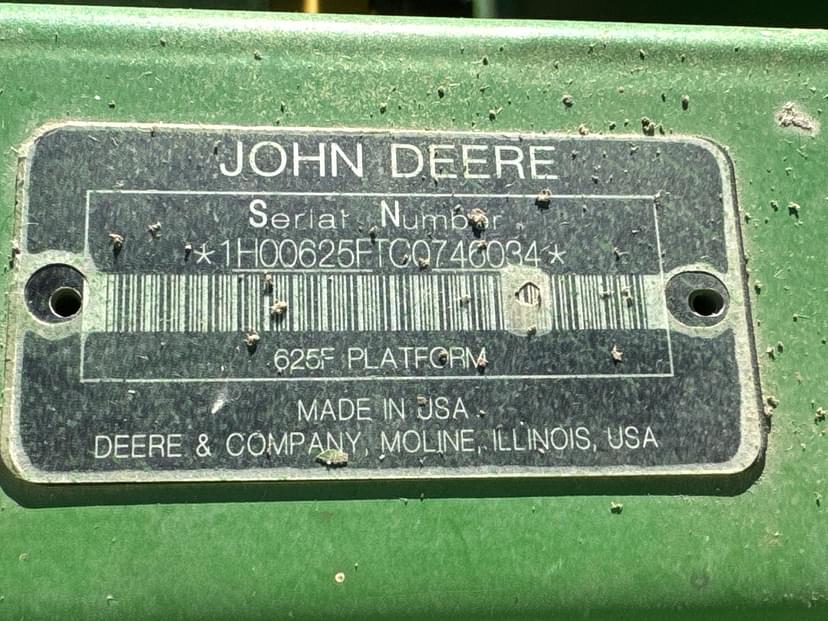 JOHN DEERE
Serial Number
*1H00625FTC0746034*
625F PLATFORM
MADE IN USA
DEERE & COMPANY, MOLINE, ILLINOIS, USA